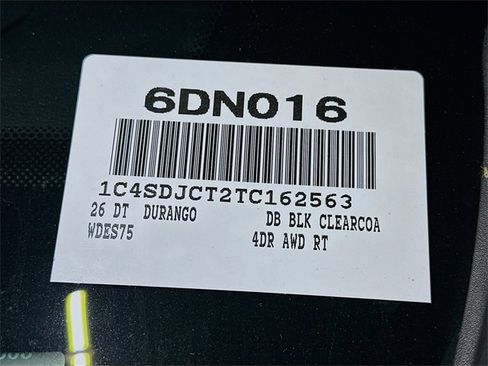 6DN016
1C4SDJCT2TC162563
26 DT DURANGO DB BLK CLEARCOA
WDES75 4DR AWD RT